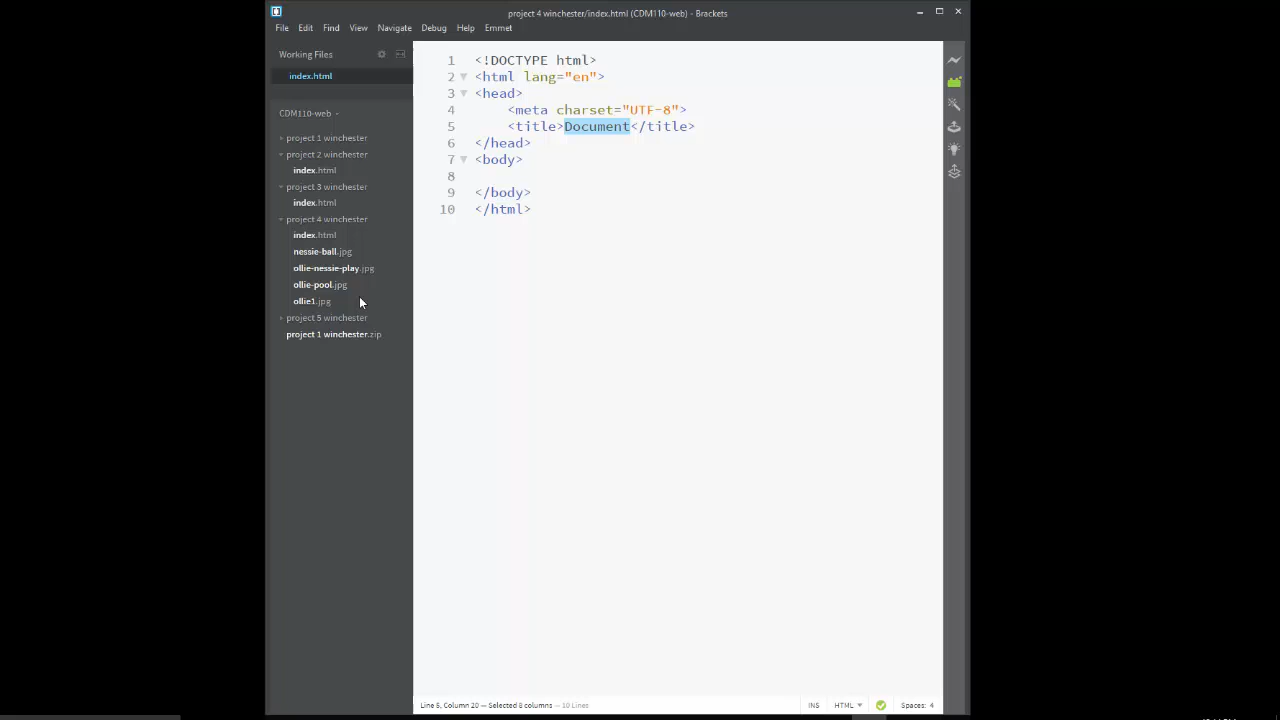 project 4 winchester/index.html (CDM110-web) - Brackets
File Edit Find View Navigate Debug Help Emmet
Working Files
index.html
CDM110-web
project 1 winchester
project 2 winchester
index.html
project 3 winchester
index.html
project 4 winchester
index.html
nessie-ball.jpg
ollie-nessie-play.jpg
ollie-pool.jpg
ollie1.jpg
project 5 winchester
project 1 winchester.zip
1 <!DOCTYPE html>
2 <html lang="en">
3 <head>
4 <meta charset="UTF-8">
5 <title>Document</title>
6 </head>
7 <body>
8
9 </body>
10 </html>
Line 5, Column 20 — Selected 8 columns — 10 Lines
INS HTML Spaces: 4